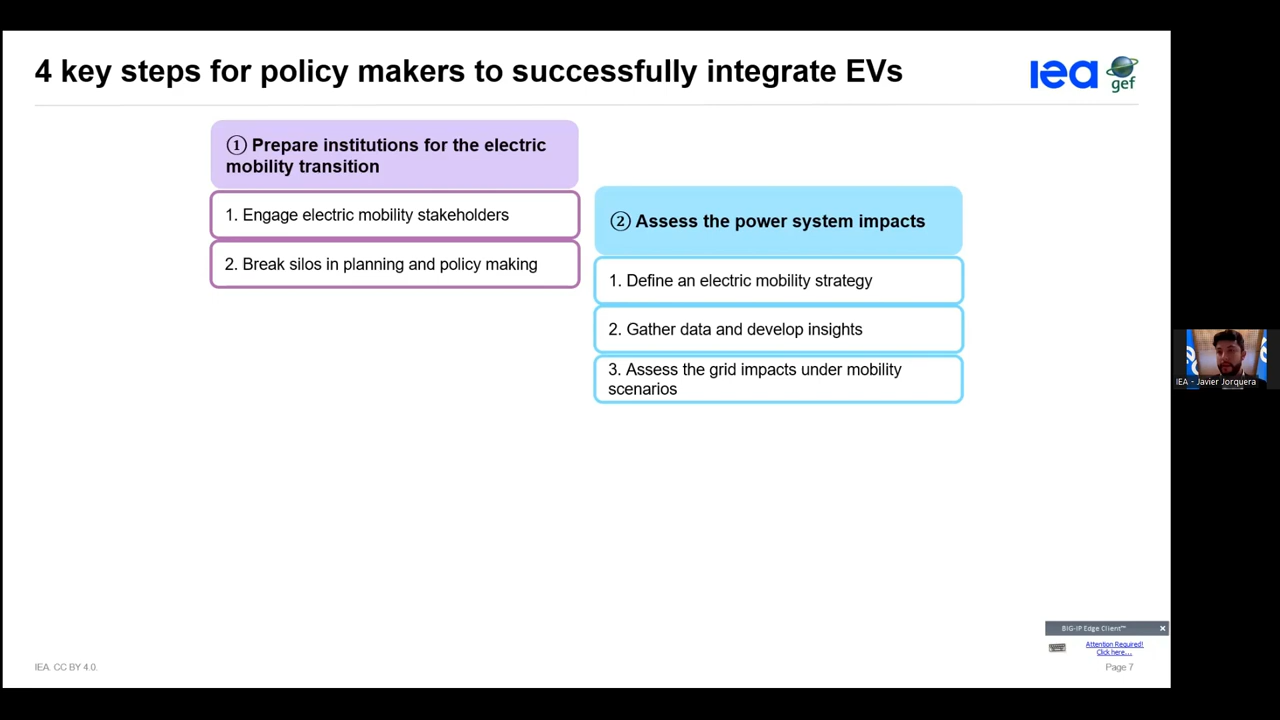 4 key steps for policy makers to successfully integrate EVs
iea
gef
① Prepare institutions for the electric
mobility transition
1. Engage electric mobility stakeholders
2. Break silos in planning and policy making
② Assess the power system impacts
1. Define an electric mobility strategy
2. Gather data and develop insights
3. Assess the grid impacts under mobility
scenarios
IEA - Javier Jorquera
BIG-IP Edge Client™
Attention Required!
Click here...
IEA. CC BY 4.0.
Page 7